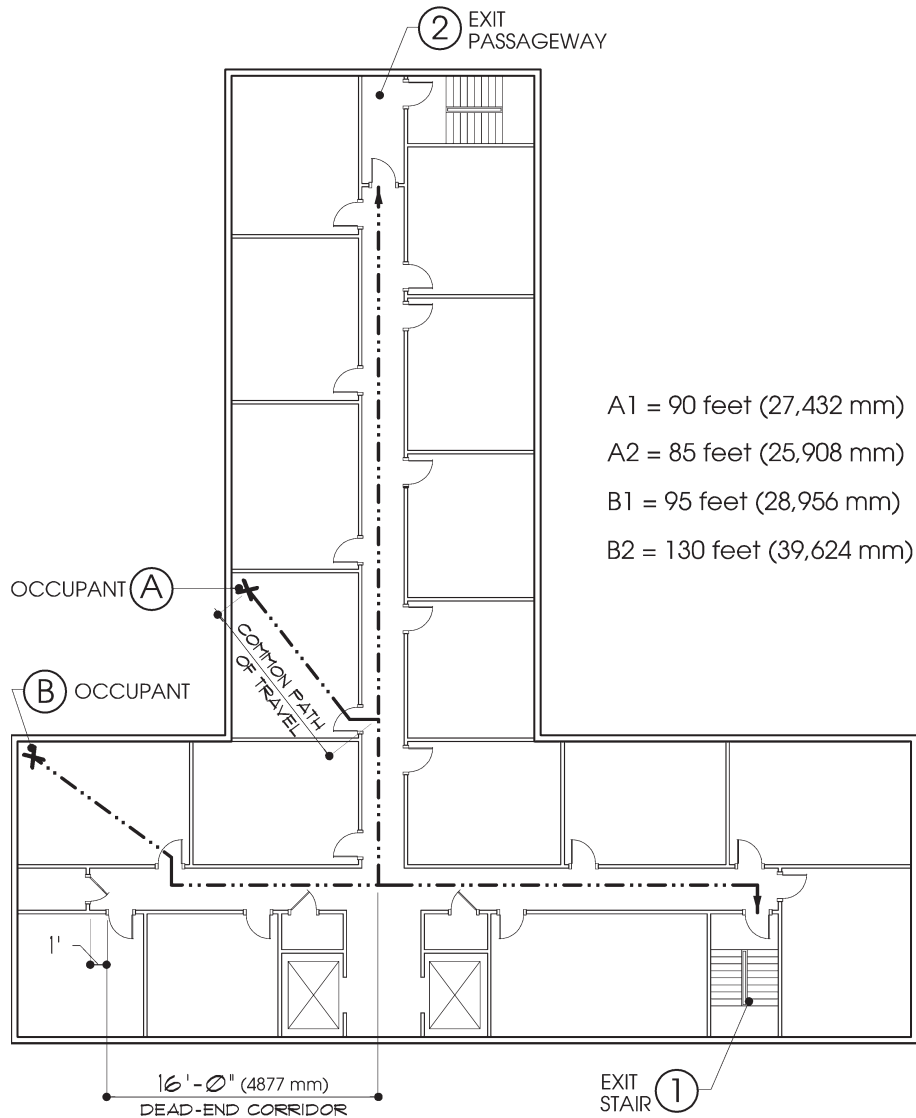 2 EXIT
PASSAGEWAY
A1 = 90 feet (27,432 mm)
A2 = 85 feet (25,908 mm)
B1 = 95 feet (28,956 mm)
B2 = 130 feet (39,624 mm)
OCCUPANT A
COMMON PATH
OF TRAVEL
B OCCUPANT
1'
16'-0" (4877 mm)
DEAD-END CORRIDOR
EXIT
STAIR 1